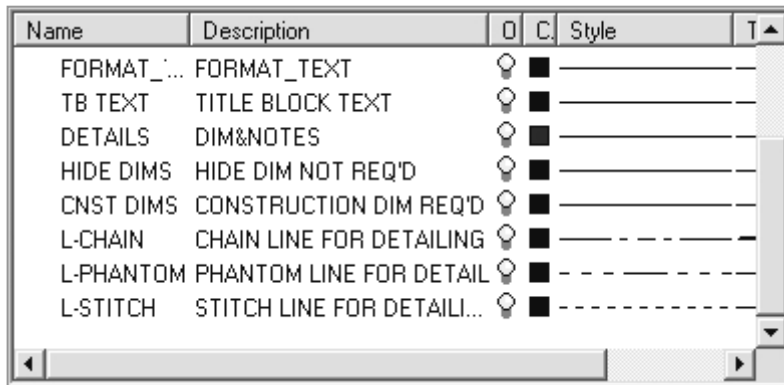 Name Description O C. Style T
FORMAT_'... FORMAT_TEXT
TB TEXT TITLE BLOCK TEXT
DETAILS DIM&NOTES
HIDE DIMS HIDE DIM NOT REQ'D
CNST DIMS CONSTRUCTION DIM REQ'D
L-CHAIN CHAIN LINE FOR DETAILING
L-PHANTOM PHANTOM LINE FOR DETAIL
L-STITCH STITCH LINE FOR DETAILI...